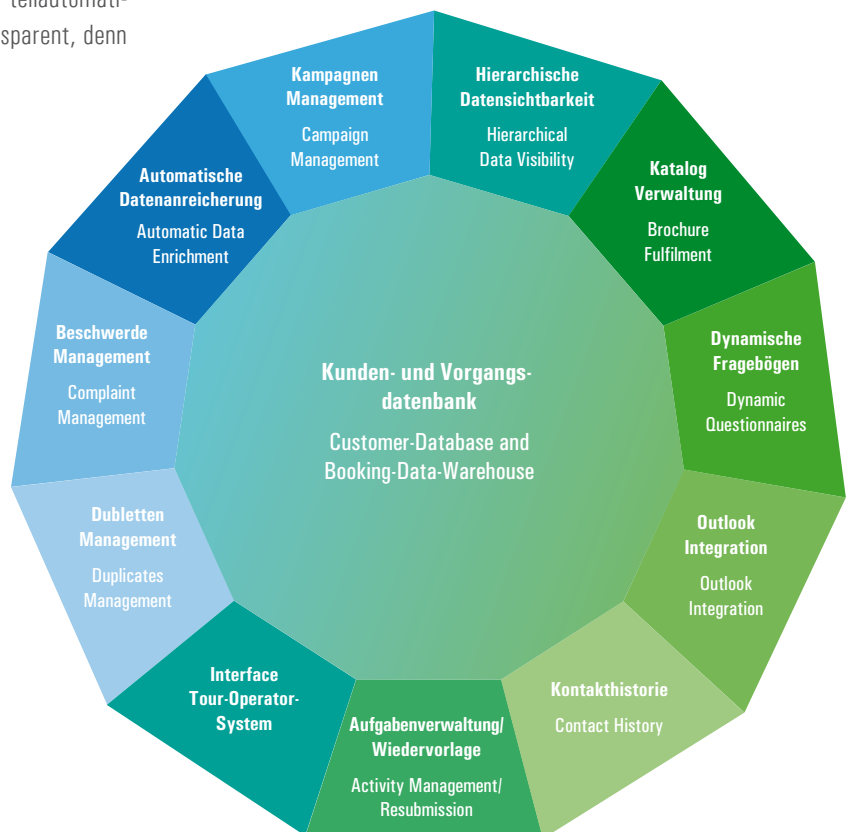 teilautomati-
sparent, denn
Kampagnen
Management
Campaign
Management
Hierarchische
Datensichtbarkeit
Hierarchical
Data Visibility
Katalog
Verwaltung
Brochure
Fulfilment
Dynamische
Fragebögen
Dynamic
Questionnaires
Outlook
Integration
Outlook
Integration
Kontakthistorie
Contact History
Aufgabenverwaltung/
Wiedervorlage
Activity Management/
Resubmission
Interface
Tour-Operator-
System
Dubletten
Management
Duplicates
Management
Beschwerde
Management
Complaint
Management
Automatische
Datenanreicherung
Automatic Data
Enrichment
Kunden- und Vorgangs-
datenbank
Customer-Database and
Booking-Data-Warehouse